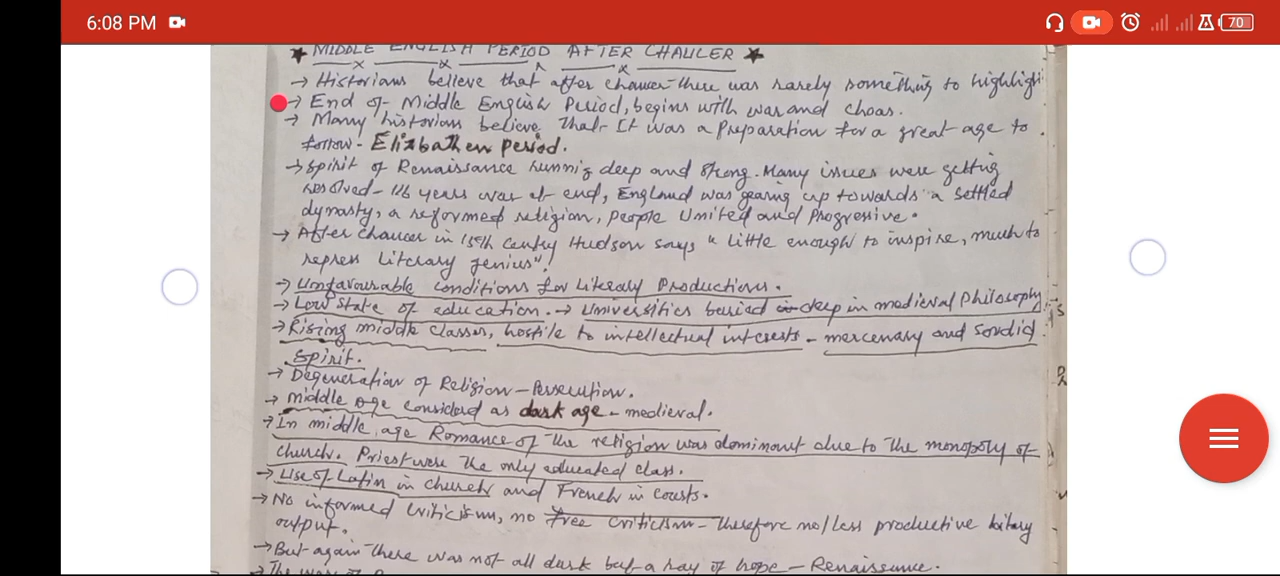 6:08 PM
70
★ MIDDLE ENGLISH PERIOD AFTER CHAUCER ★
→ Historians believe that after chaucer there was rarely something to highlight
→ End of Middle English Period, begins with war and choas.
→ Many historians believe that It was a preparation for a great age to
follow - Elizbathen Period.
→ Spirit of Renaissance running deep and strong. Many issues were getting
resolved - 116 years war at end, England was gearing up towards a settled
dynasty, a reformed religion, people United and Progressive.
→ After chaucer in 15th Centry Hudson says " little enough to inspire, much to
repress literary genius".
→ Unfavourable conditions for Literary Productions.
→ Low state of education. → Universities buried in deep in medieval Philosophy
→ Rising middle classes, hostile to intellectual interests - mercenary and sordid
Spirit.
→ Degeneration of Religion - Persecution.
→ middle age considerd as dark age - medieval.
→ In middle age Romance of the religion was dominant due to the monopoly of
church. Priest were the only educated class.
→ Use of Latin in church and French in courts.
→ No informed criticism, no free criticism - therefore no/less productive
output.
→ But again there was not all dark but a ray of hope - Renaissance.